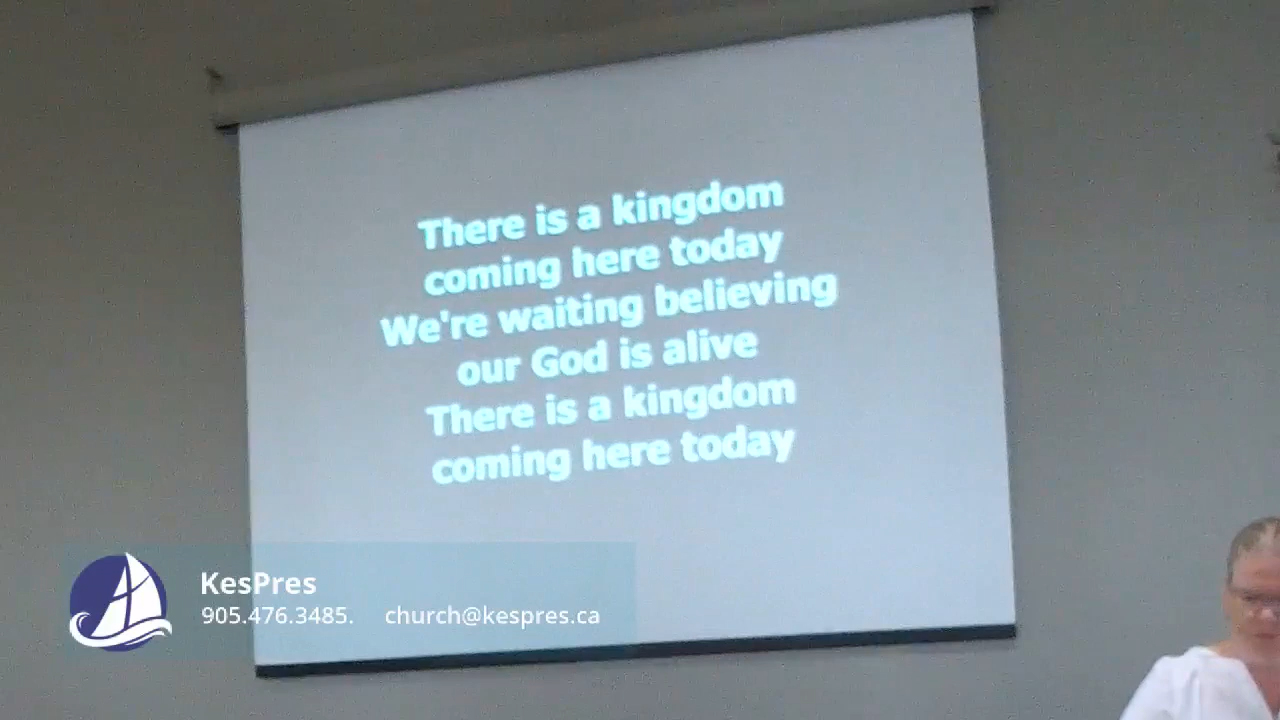 There is a kingdom
coming here today
We're waiting believing
our God is alive
There is a kingdom
coming here today
KesPres
905.476.3485. church@kespres.ca